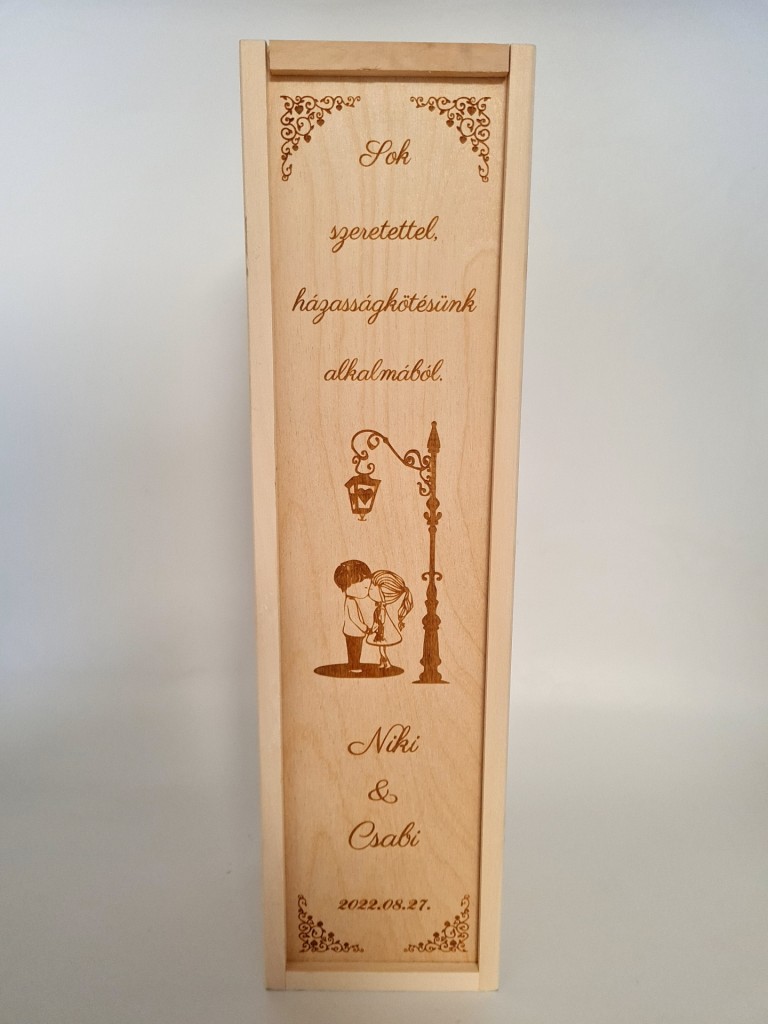 Sok
szeretettel,
házasságkötésünk
alkalmából.
Niki
&
Csabi
2022.08.27.